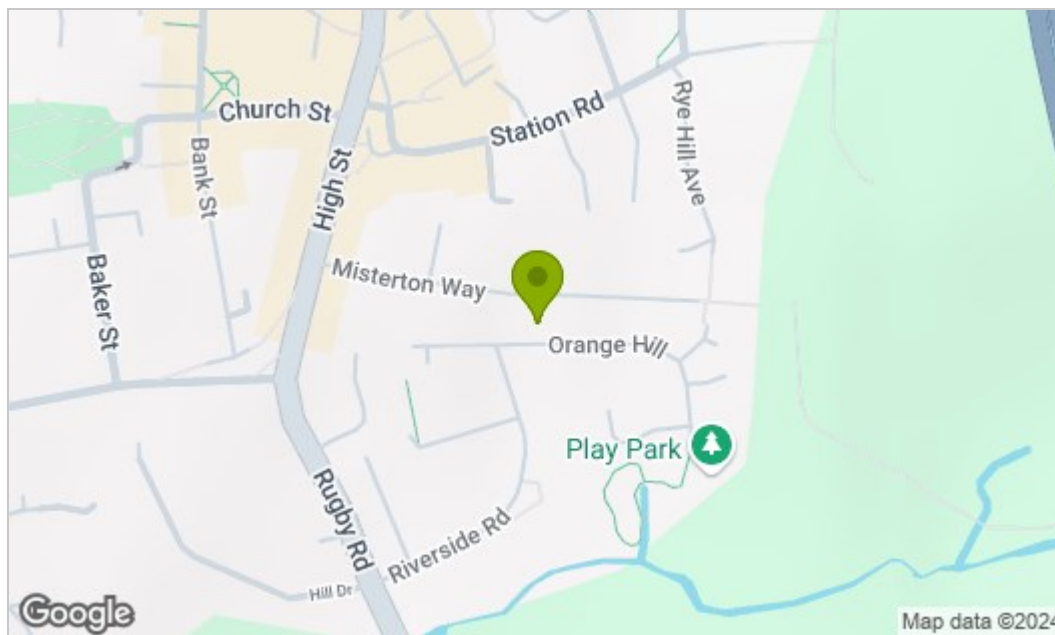 Church St
Station Rd
Rye Hill Ave
Bank St
High St
Baker St
Misterton Way
Orange Hill
Play Park
Rugby Rd
Riverside Rd
Hill Dr
Google
Map data ©2024